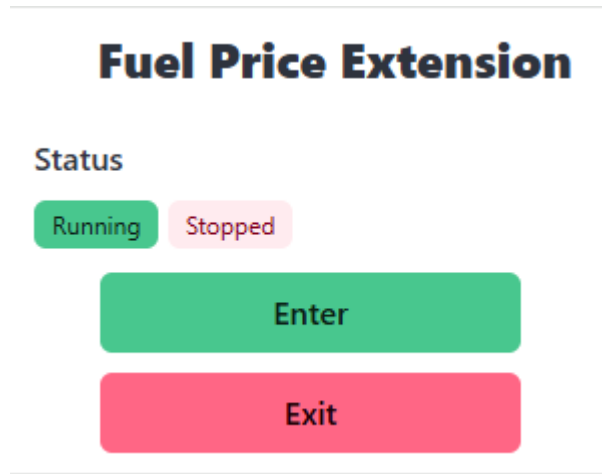 Fuel Price Extension
Status
Running Stopped
Enter
Exit